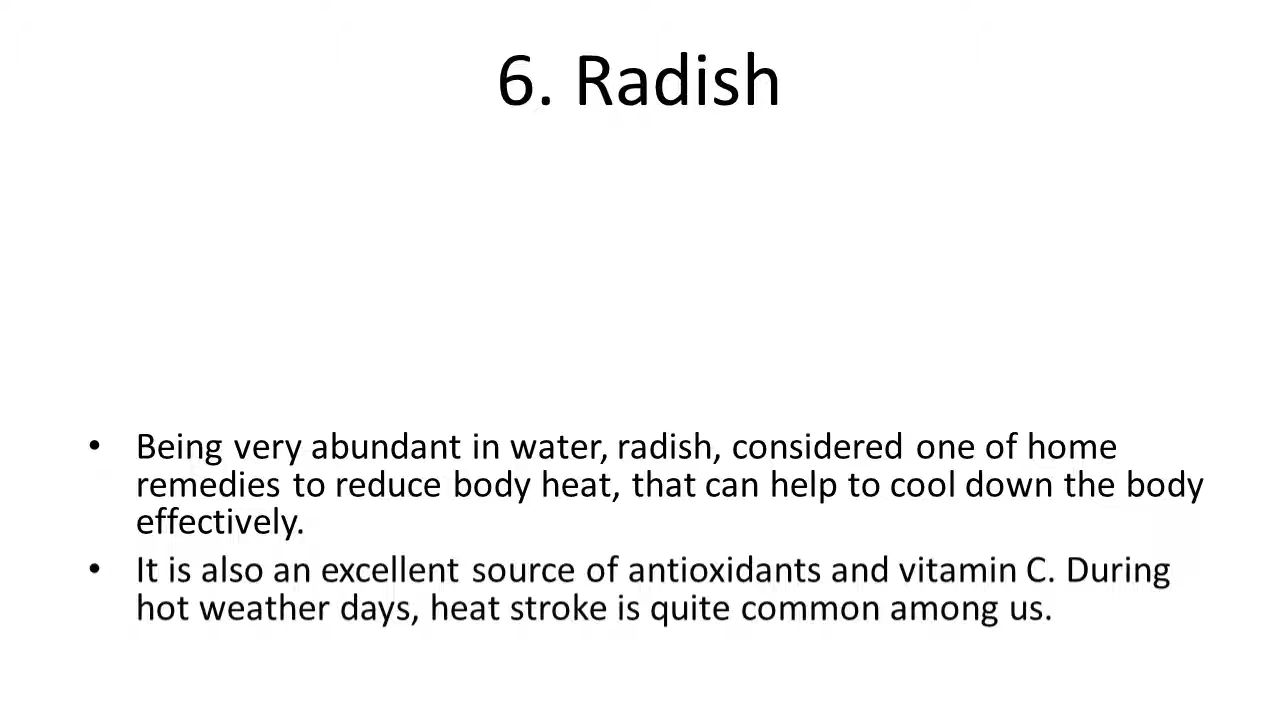 6. Radish
• Being very abundant in water, radish, considered one of home
remedies to reduce body heat, that can help to cool down the body
effectively.
• It is also an excellent source of antioxidants and vitamin C. During
hot weather days, heat stroke is quite common among us.